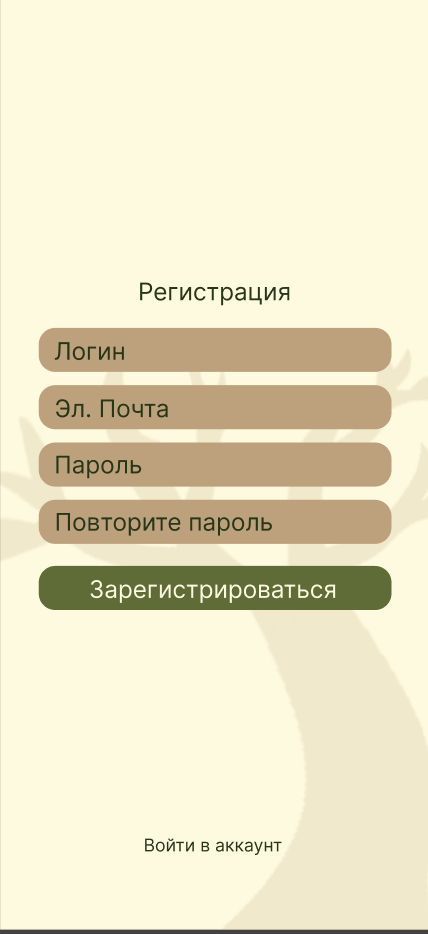 Регистрация
Логин
Эл. Почта
Пароль
Повторите пароль
Зарегистрироваться
Войти в аккаунт